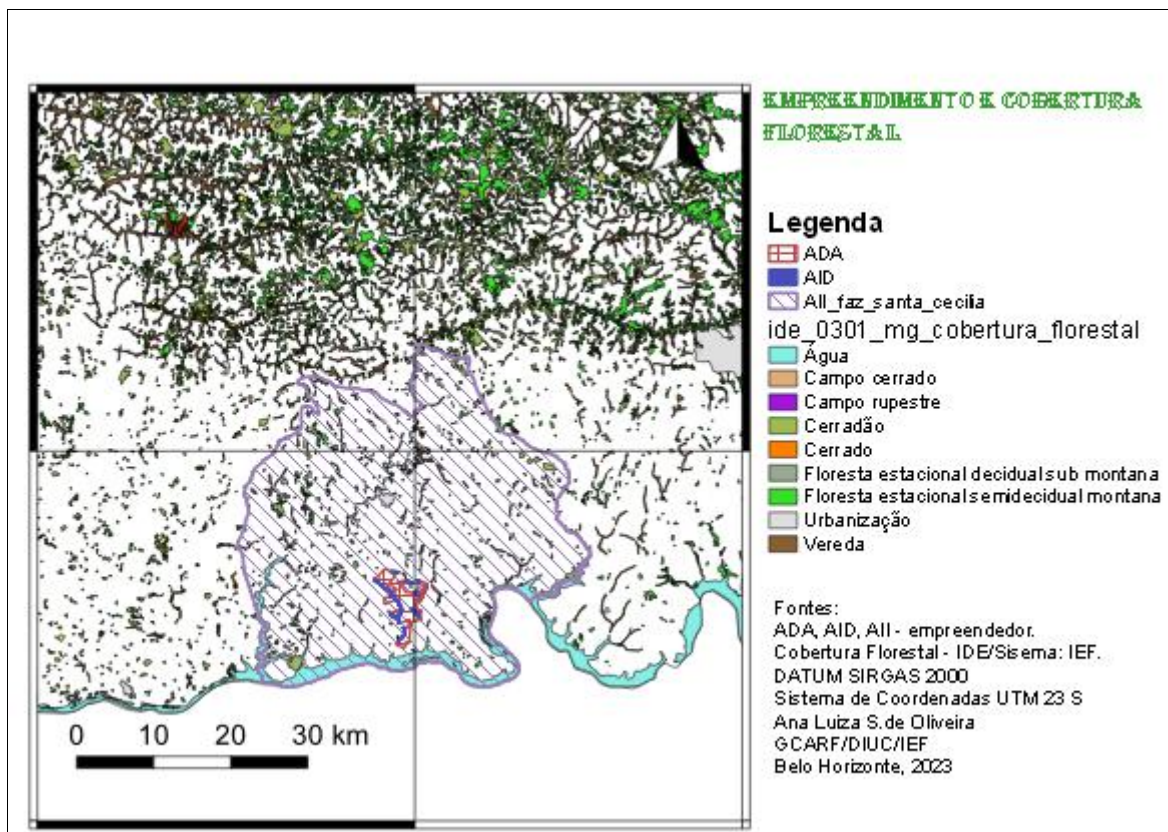 EMPREENDIMENTO E COBERTURA
FLORESTAL
Legenda
ADA
AID
AII_faz_santa_cecilia
ide_0301_mg_cobertura_florestal
Água
Campo cerrado
Campo rupestre
Cerradão
Cerrado
Floresta estacional decidual sub montana
Floresta estacional semidecidual montana
Urbanização
Vereda
Fontes:
ADA, AID, AII - empreendedor.
Cobertura Florestal - IDE/Sisema: IEF.
DATUM SIRGAS 2000
Sistema de Coordenadas UTM 23 S
Ana Luiza S.de Oliveira
GCARF/DIUC/IEF
Belo Horizonte, 2023
0 10 20 30 km